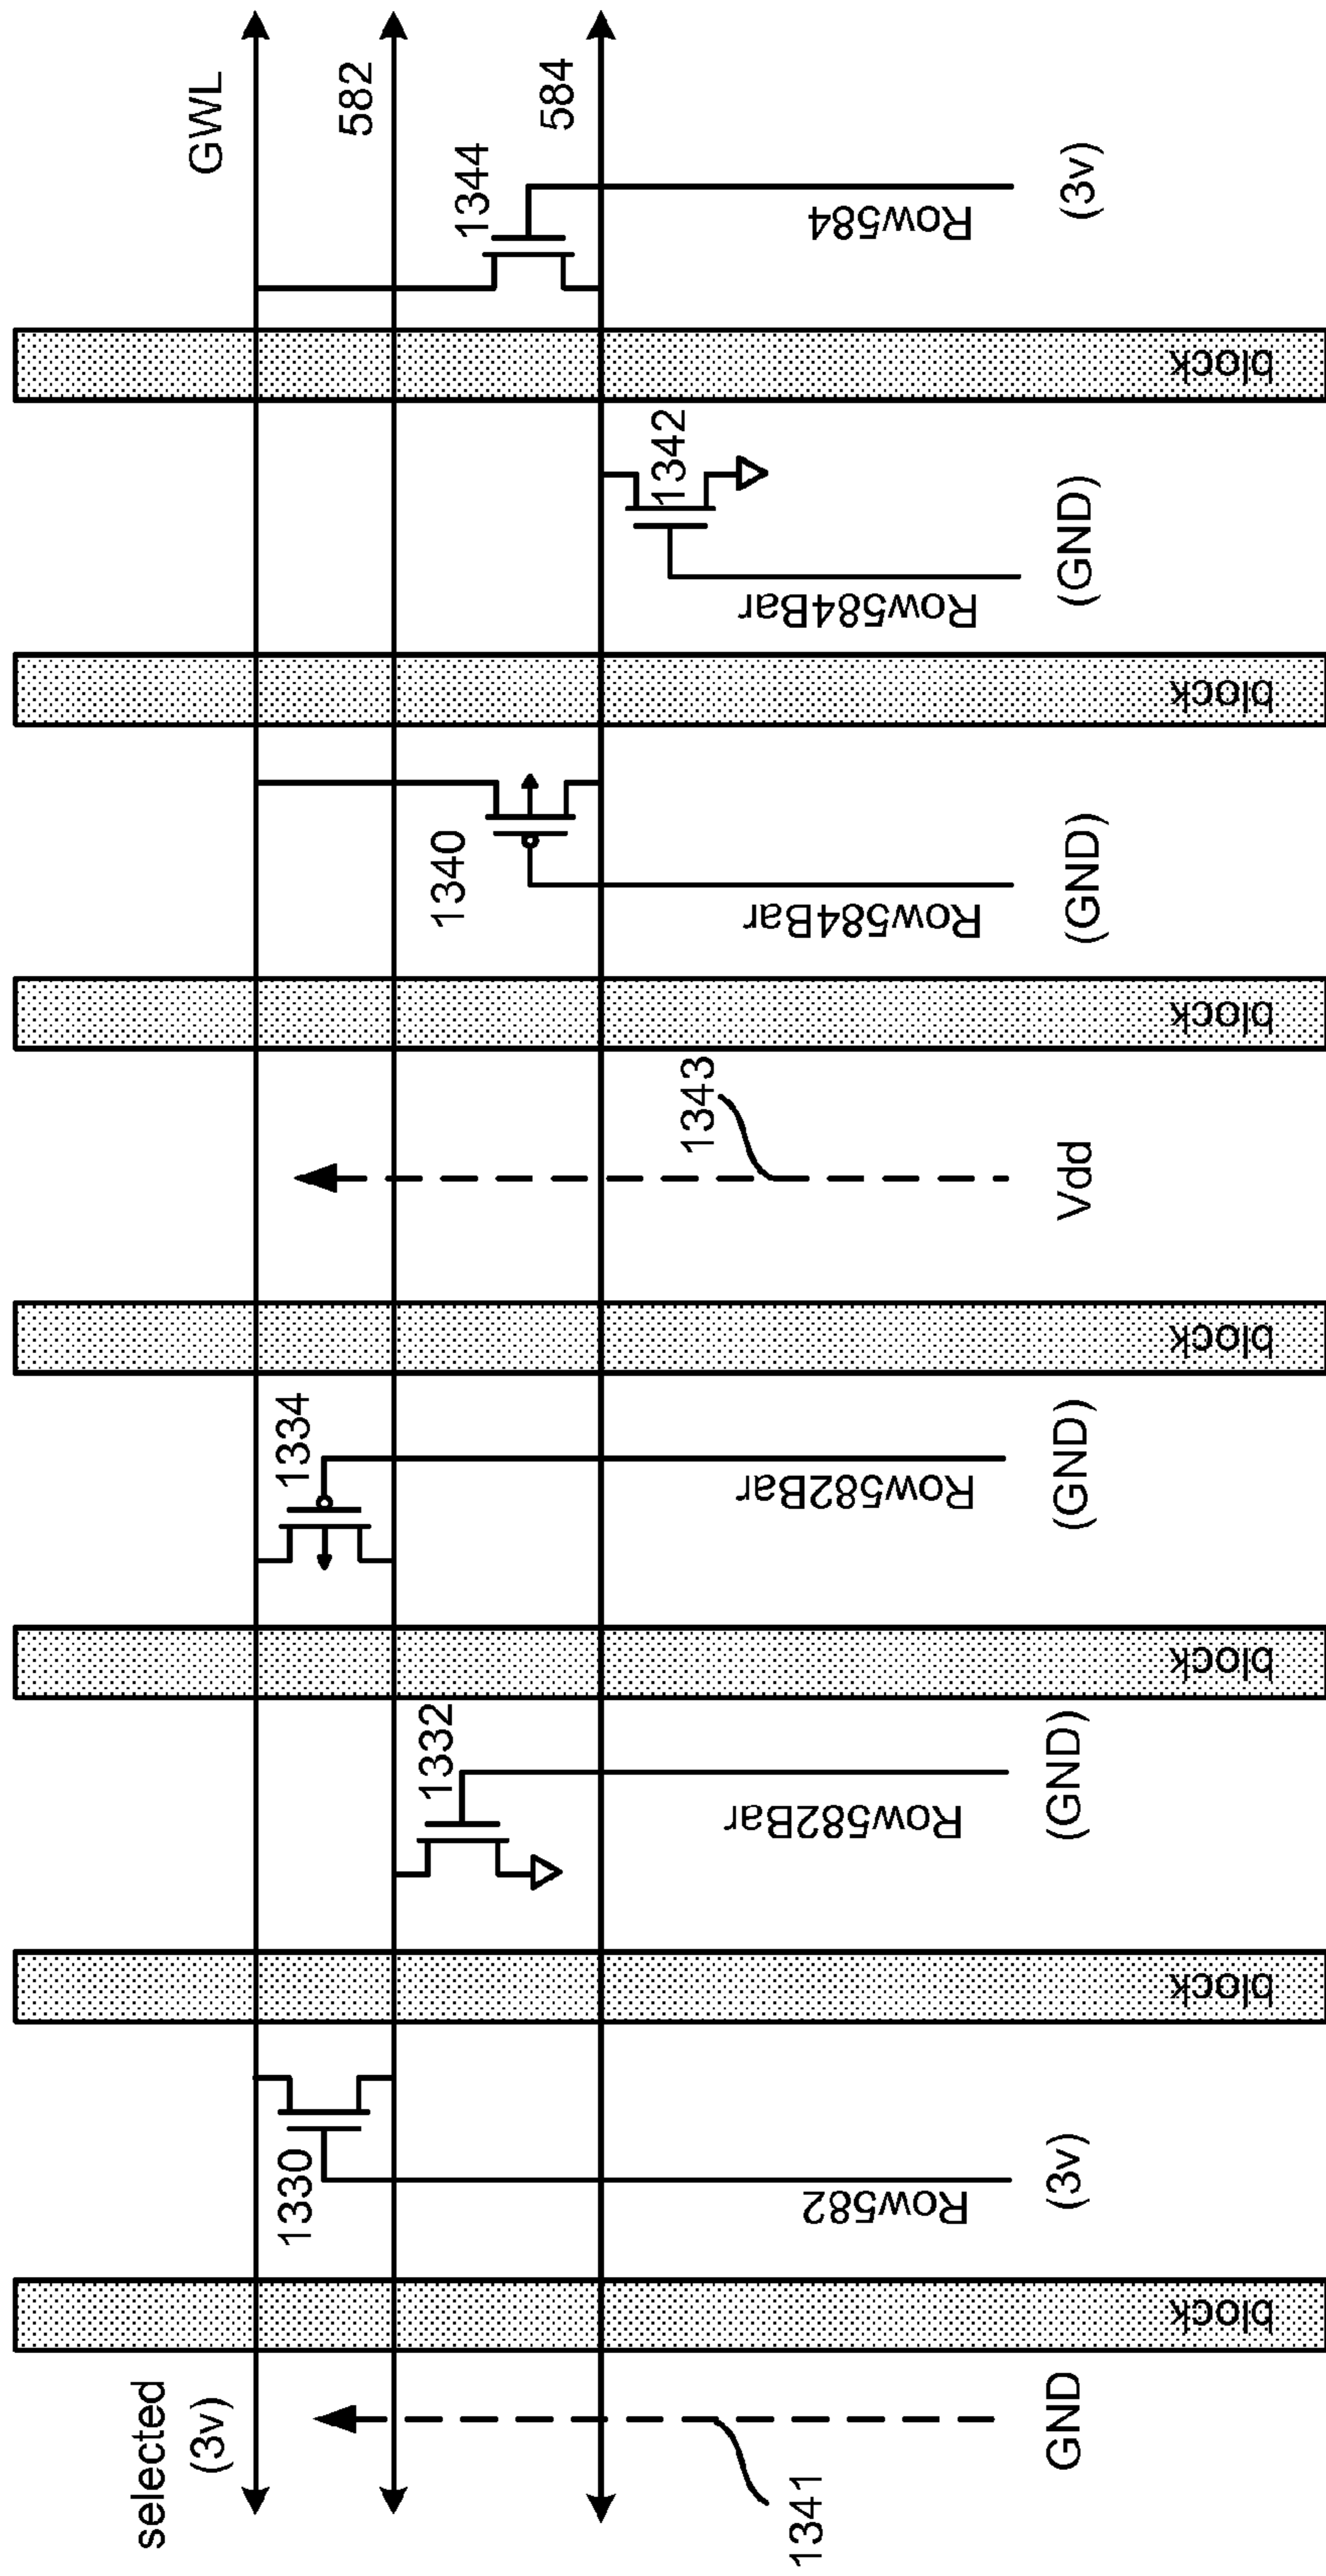 selected
(3v)
GWL
582
584
1330
1332
1334
1340
1342
1344
1341
1343
Row582
Row582Bar
Row582Bar
Row584Bar
Row584Bar
Row584
GND
(3v)
(GND)
(GND)
Vdd
(GND)
(GND)
(3v)
block
block
block
block
block
block
block
block